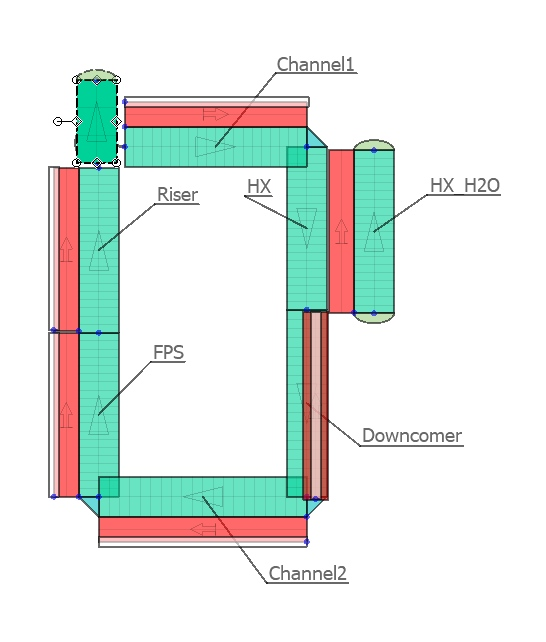 Channel1
Riser
HX
HX_H2O
FPS
Downcomer
Channel2